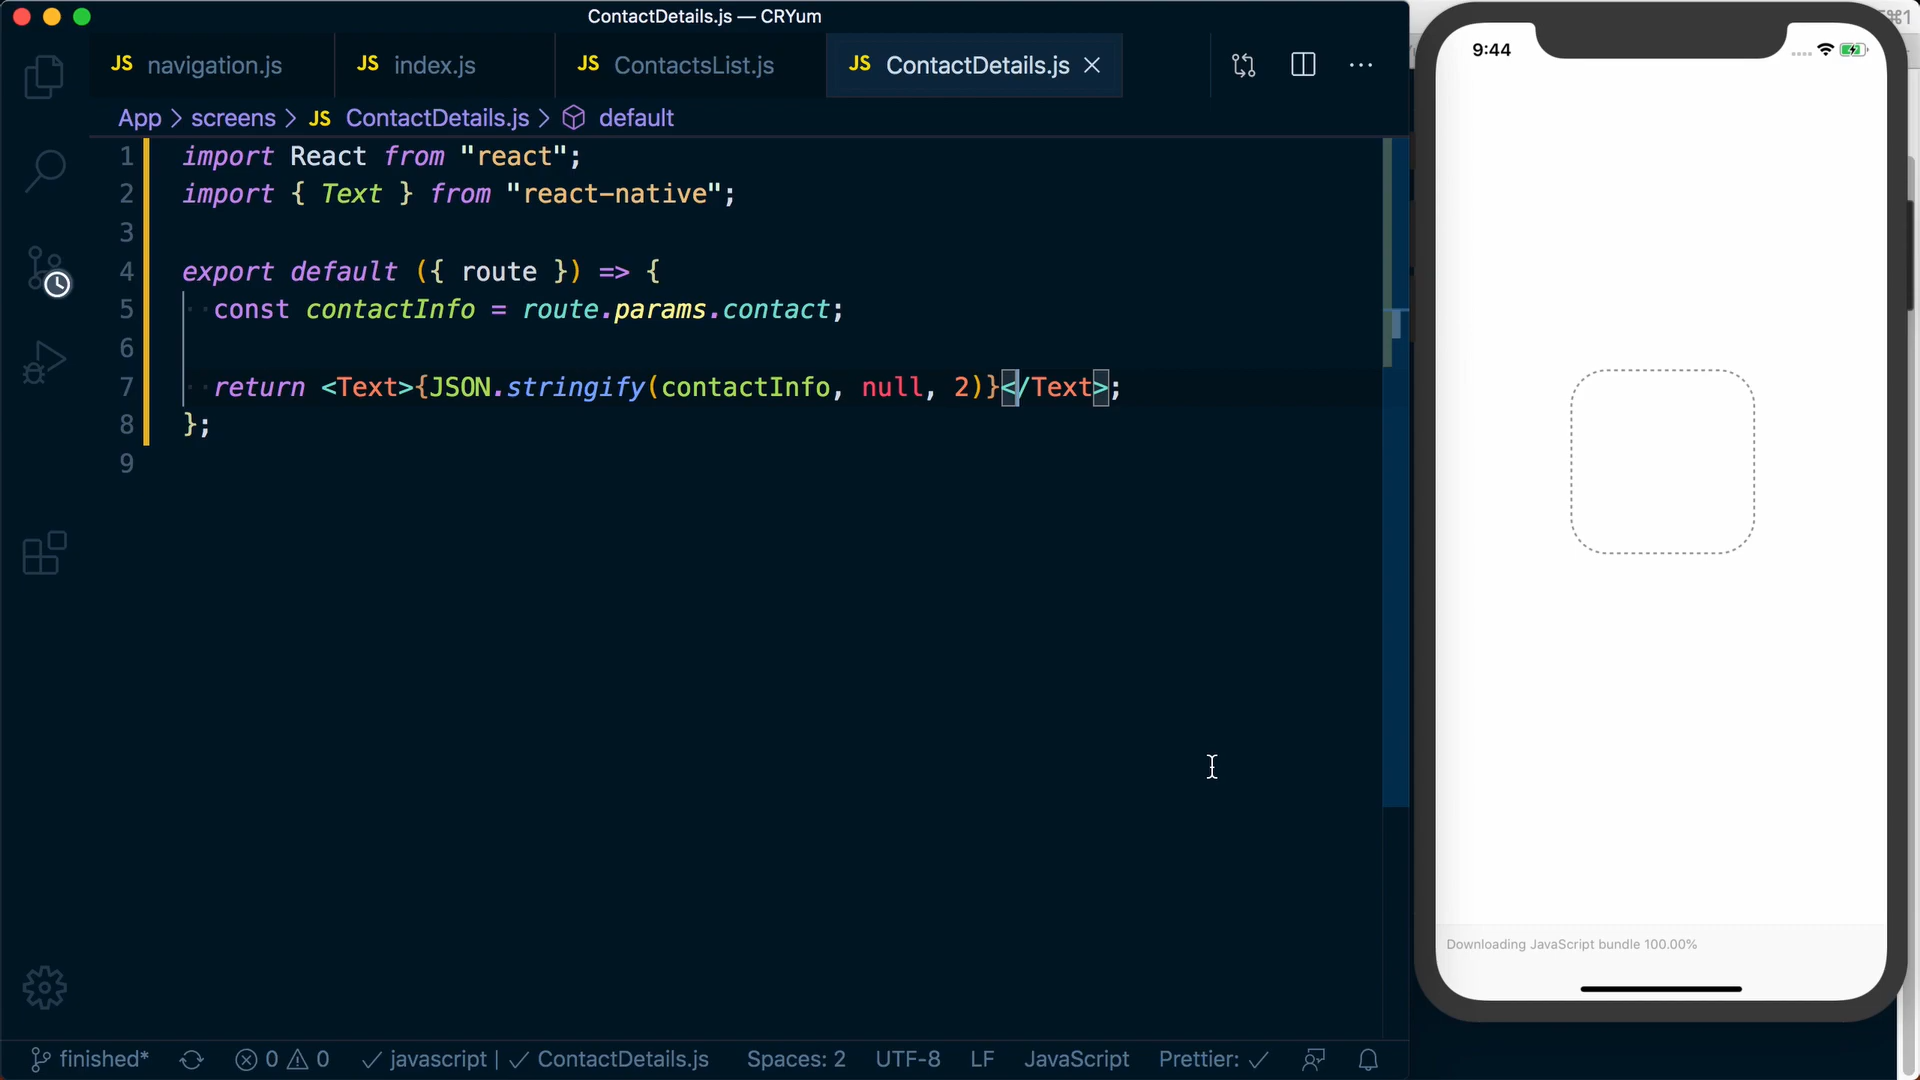 ContactDetails.js — CRYum
⌘1
JS navigation.js
JS index.js
JS ContactsList.js
JS ContactDetails.js
App > screens > JS ContactDetails.js > default
1 import React from "react";
2 import { Text } from "react-native";
3
4 export default ({ route }) => {
5 const contactInfo = route.params.contact;
6
7 return <Text>{JSON.stringify(contactInfo, null, 2)}</Text>;
8 };
9
finished* 0 0 javascript | ContactDetails.js Spaces: 2 UTF-8 LF JavaScript Prettier:
9:44
Downloading JavaScript bundle 100.00%